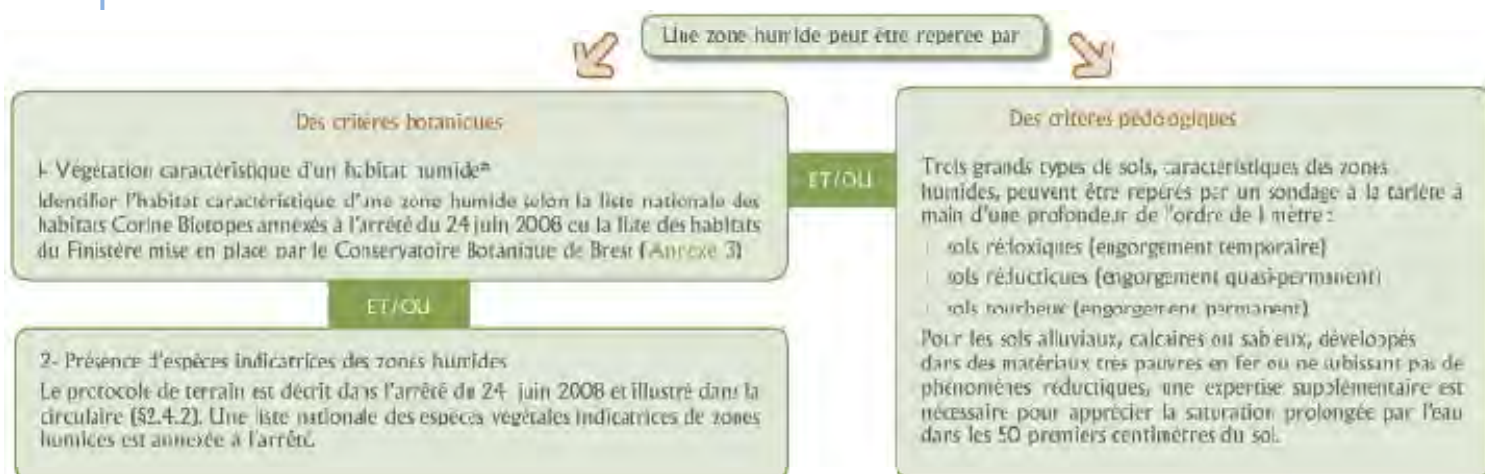 Une zone humide peut être repérée par
Des critères botaniques
1- Végétation caractéristique d'un habitat humide*
Identifier l'habitat caractéristique d'une zone humide selon la liste nationale des
habitats Corine Biotopes annexés à l'arrêté du 24 juin 2008 ou la liste des habitats
du Finistère mise en place par le Conservatoire Botanique de Brest (Annexe 3)
ET/OU
2- Présence d'espèces indicatrices des zones humides
Le protocole de terrain est décrit dans l'arrêté du 24 juin 2008 et illustré dans la
circulaire (§2.4.2). Une liste nationale des espèces végétales indicatrices de zones
humides est annexée à l'arrêté.
ET/OU
Des critères pédologiques
Trois grands types de sols, caractéristiques des zones
humides, peuvent être repérés par un sondage à la tarière à
main d'une profondeur de l'ordre de 1 mètre :
sols rédoxiques (engorgement temporaire)
sols réductiques (engorgement quasi-permanent)
sols tourbeux (engorgement permanent)
Pour les sols alluviaux, calcaires ou sableux, développés
dans des matériaux très pauvres en fer ou ne subissant pas de
phénomènes réductiques, une expertise supplémentaire est
nécessaire pour apprécier la saturation prolongée par l'eau
dans les 50 premiers centimètres du sol.